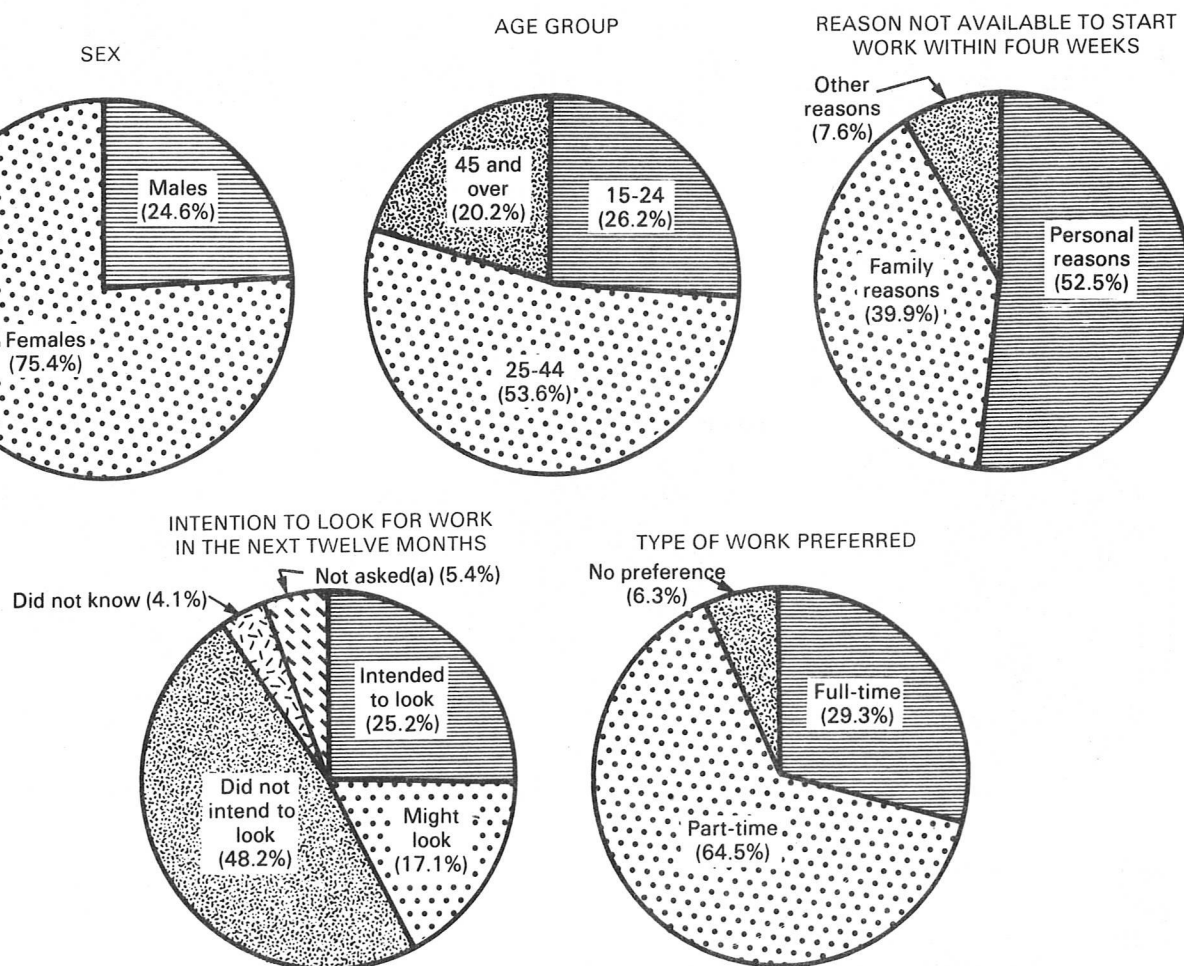 SEX
Males
(24.6%)
Females
(75.4%)
AGE GROUP
45 and
over
(20.2%)
15-24
(26.2%)
25-44
(53.6%)
REASON NOT AVAILABLE TO START
WORK WITHIN FOUR WEEKS
Other
reasons
(7.6%)
Family
reasons
(39.9%)
Personal
reasons
(52.5%)
INTENTION TO LOOK FOR WORK
IN THE NEXT TWELVE MONTHS
Did not know (4.1%)
Not asked(a) (5.4%)
Intended
to look
(25.2%)
Did not
intend to
look
(48.2%)
Might
look
(17.1%)
TYPE OF WORK PREFERRED
No preference
(6.3%)
Full-time
(29.3%)
Part-time
(64.5%)